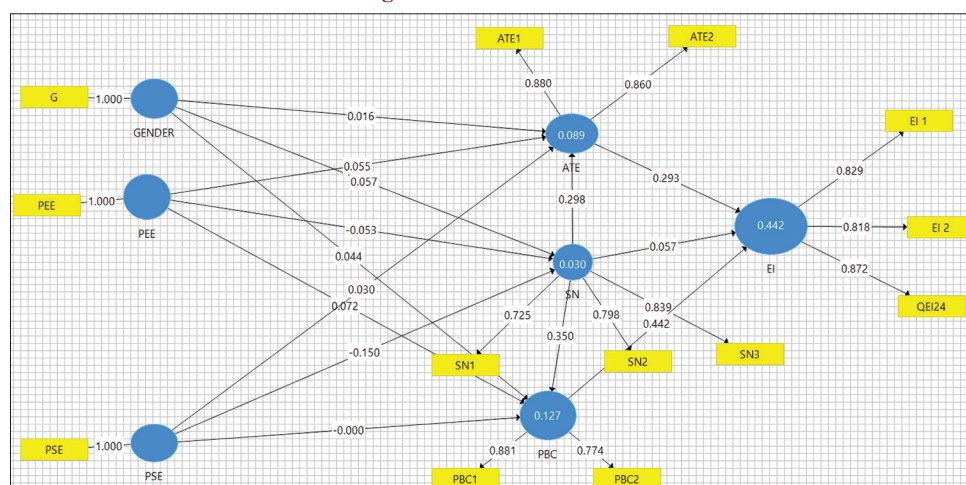 ATE1
ATE2
0.880
0.860
G
1.000
GENDER
0.016
0.089
ATE
EI 1
0.829
0.055
0.057
0.293
PEE
1.000
PEE
0.298
0.442
EI
0.818
EI 2
-0.053
0.057
0.044
0.030
SN
0.872
QEI24
0.030
0.072
0.725
0.798
0.839
0.442
0.350
-0.150
SN1
SN2
SN3
0.127
PBC
-0.000
PSE
1.000
PSE
0.881
0.774
PBC1
PBC2